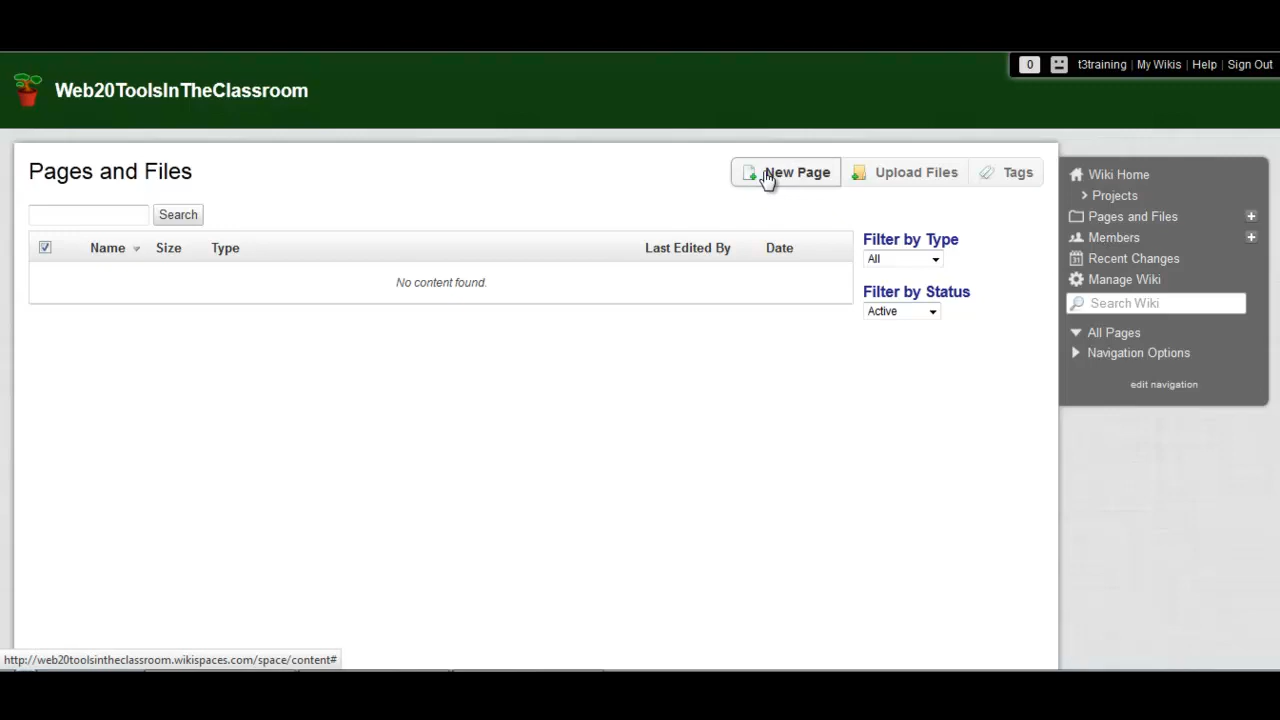 0 t3training | My Wikis | Help | Sign Out
Web20ToolsInTheClassroom
Pages and Files
New Page Upload Files Tags
Search
Name Size Type Last Edited By Date
No content found.
Filter by Type
All
Filter by Status
Active
Wiki Home
Projects
Pages and Files
Members
31 Recent Changes
Manage Wiki
Search Wiki
All Pages
Navigation Options
edit navigation
http://web20toolsintheclassroom.wikispaces.com/space/content#